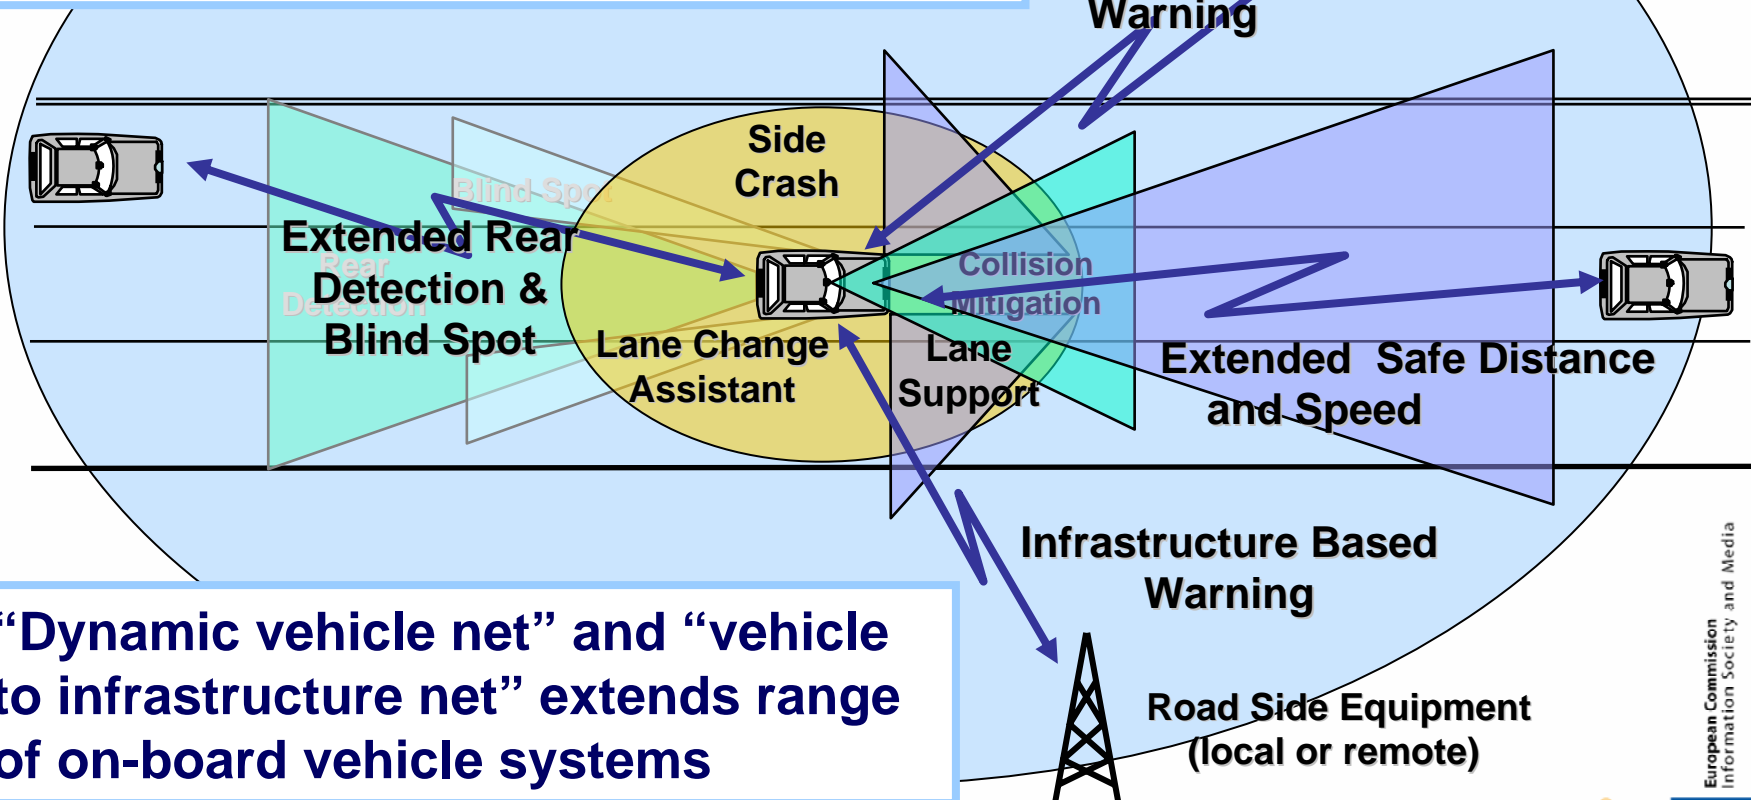 Warning
Side
Crash
Blind Spot
Extended Rear
Detection &
Blind Spot
Rear
Detection
Collision
Mitigation
Lane Change
Assistant
Lane
Support
Extended Safe Distance
and Speed
Infrastructure Based
Warning
“Dynamic vehicle net” and “vehicle
to infrastructure net” extends range
of on-board vehicle systems
Road Side Equipment
(local or remote)
European Commission
Information Society and Media